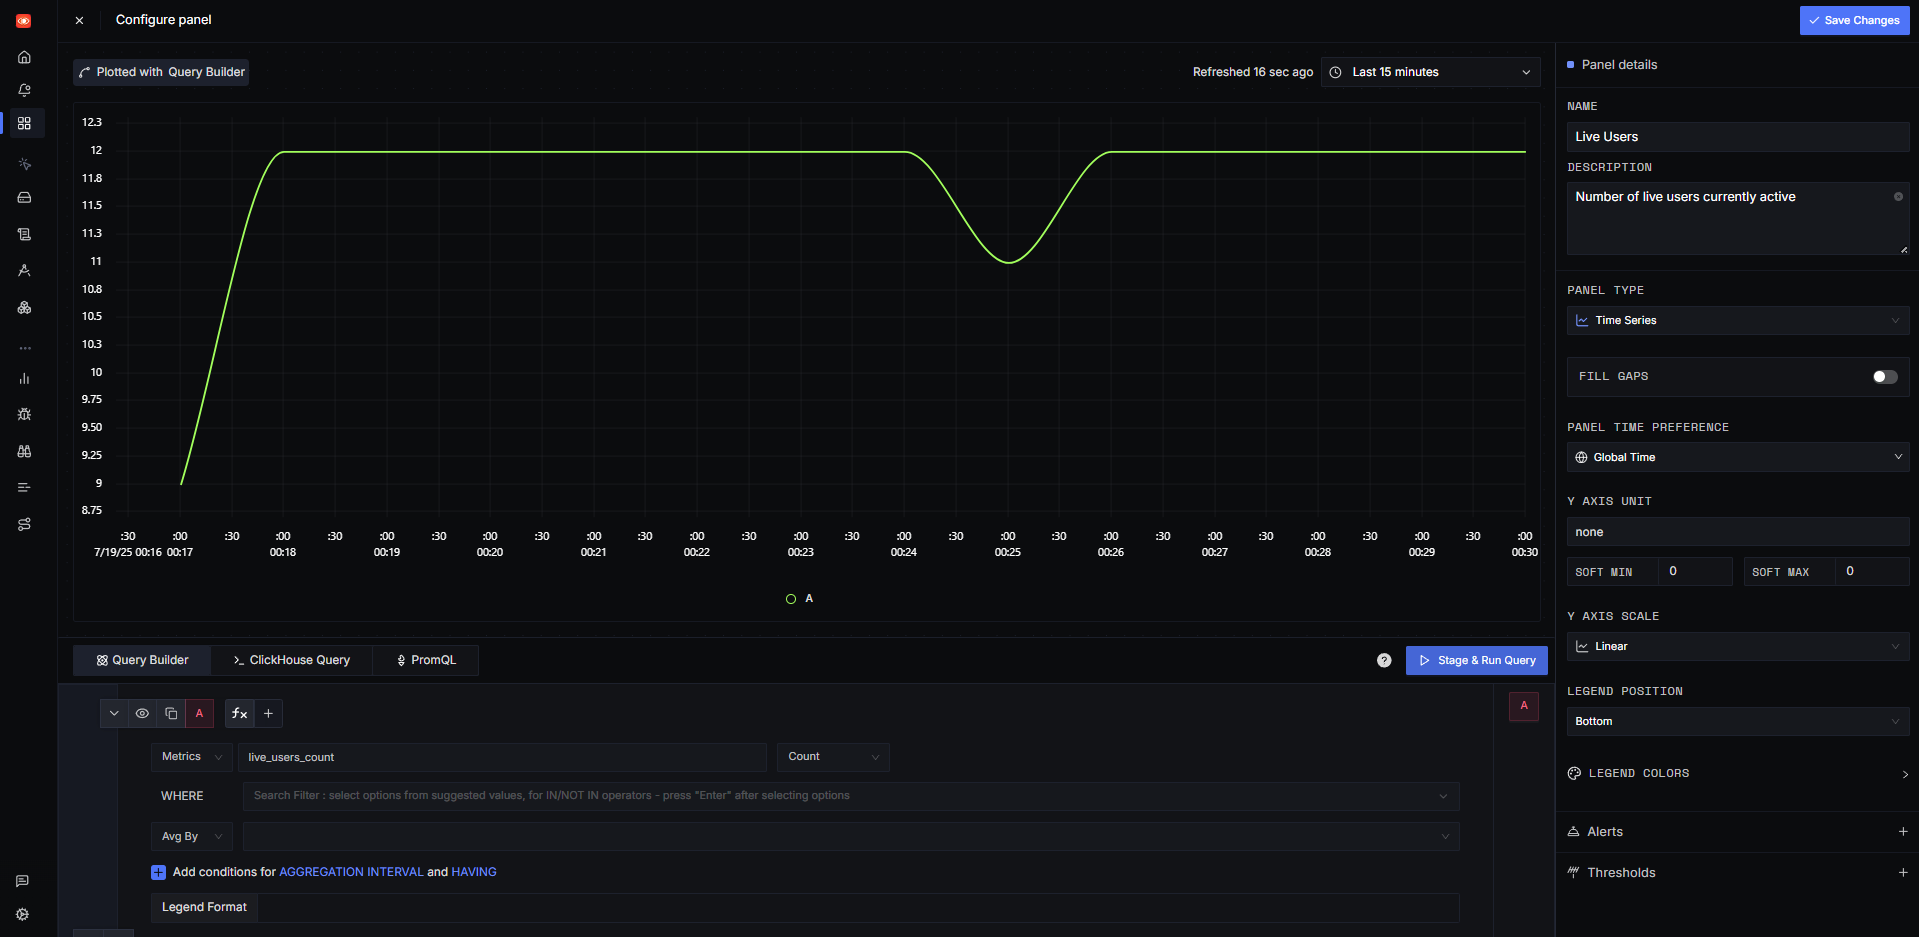 Configure panel
Save Changes
Plotted with Query Builder
Refreshed 16 sec ago
Last 15 minutes
12.3
12
11.8
11.5
11.3
11
10.8
10.5
10.3
10
9.75
9.50
9.25
9
8.75
:30 :00 :30 :00 :30 :00 :30 :00 :30 :00 :30 :00 :30 :00 :30 :00 :30 :00 :30 :00 :30 :00 :30 :00 :30 :00 :30 :00
7/19/25 00:16 00:17 00:18 00:19 00:20 00:21 00:22 00:23 00:24 00:25 00:26 00:27 00:28 00:29 00:30
A
Query Builder
ClickHouse Query
PromQL
?
Stage & Run Query
A
fx
+
A
Metrics
live_users_count
Count
WHERE
Search Filter : select options from suggested values, for IN/NOT IN operators - press "Enter" after selecting options
Avg By
Add conditions for AGGREGATION INTERVAL and HAVING
Legend Format
Panel details
NAME
Live Users
DESCRIPTION
Number of live users currently active
PANEL TYPE
Time Series
FILL GAPS
PANEL TIME PREFERENCE
Global Time
Y AXIS UNIT
none
SOFT MIN 0
SOFT MAX 0
Y AXIS SCALE
Linear
LEGEND POSITION
Bottom
LEGEND COLORS
Alerts
Thresholds